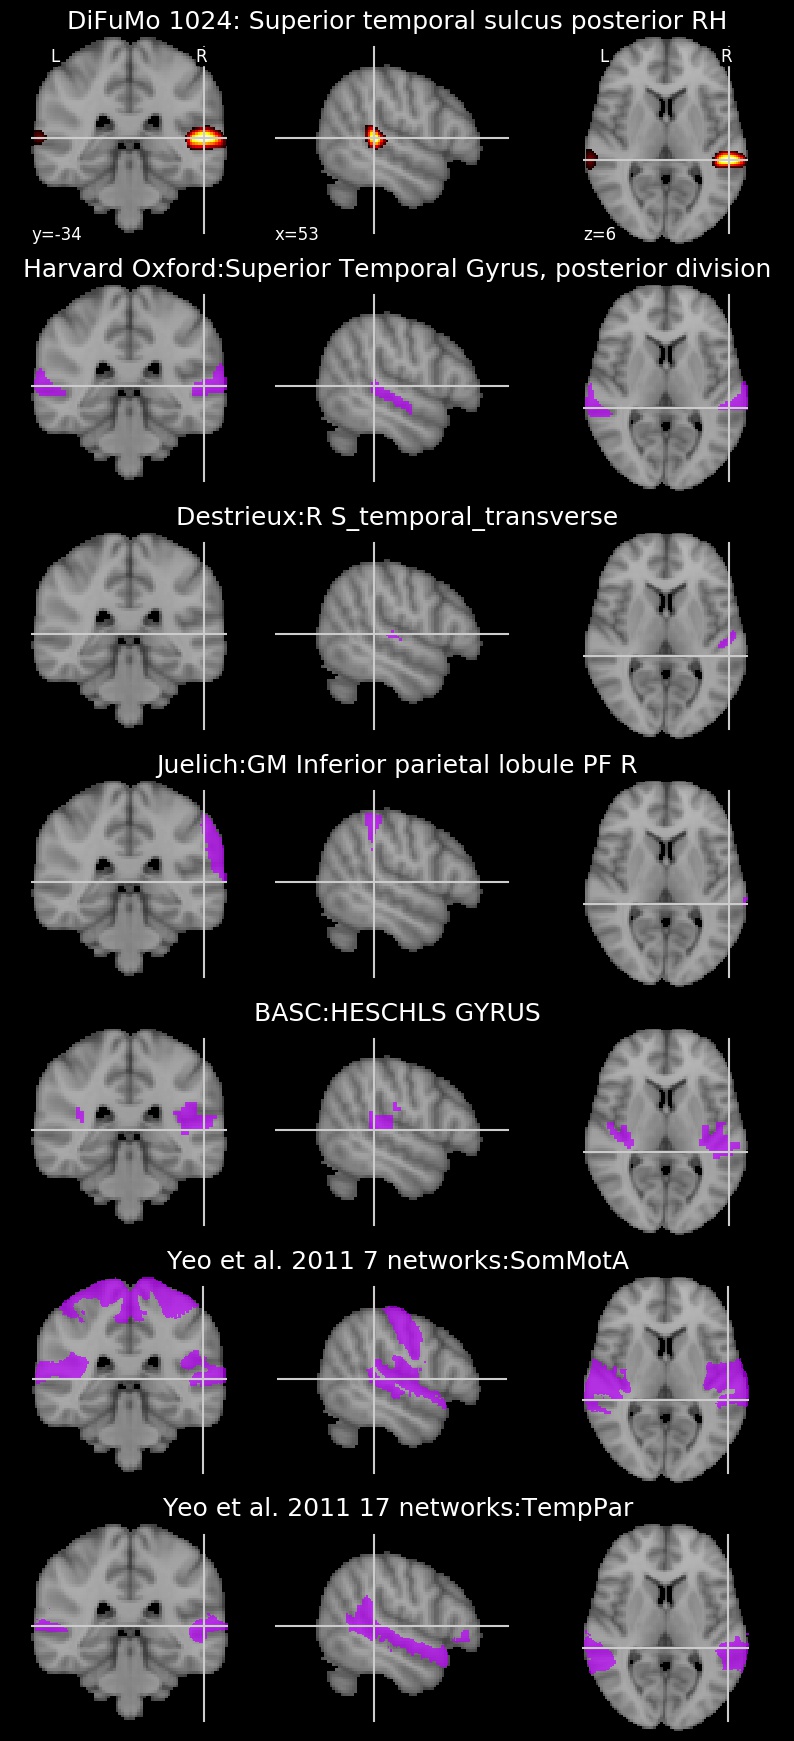 DiFuMo 1024: Superior temporal sulcus posterior RH
L R L R
y=-34 x=53 z=6
Harvard Oxford:Superior Temporal Gyrus, posterior division
Destrieux:R S_temporal_transverse
Juelich:GM Inferior parietal lobule PF R
BASC:HESCHLS GYRUS
Yeo et al. 2011 7 networks:SomMotA
Yeo et al. 2011 17 networks:TempPar